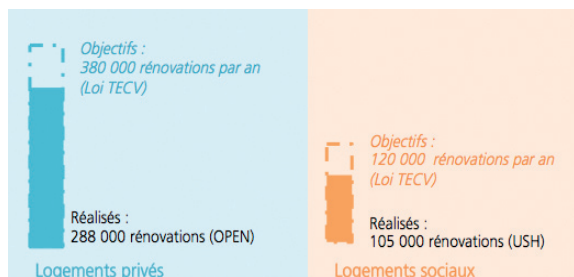 Objectifs :
380 000 rénovations par an
(Loi TECV)
Réalisés :
288 000 rénovations (OPEN)
Logements privés
Objectifs :
120 000 rénovations par an
(Loi TECV)
Réalisés :
105 000 rénovations (USH)
Logements sociaux